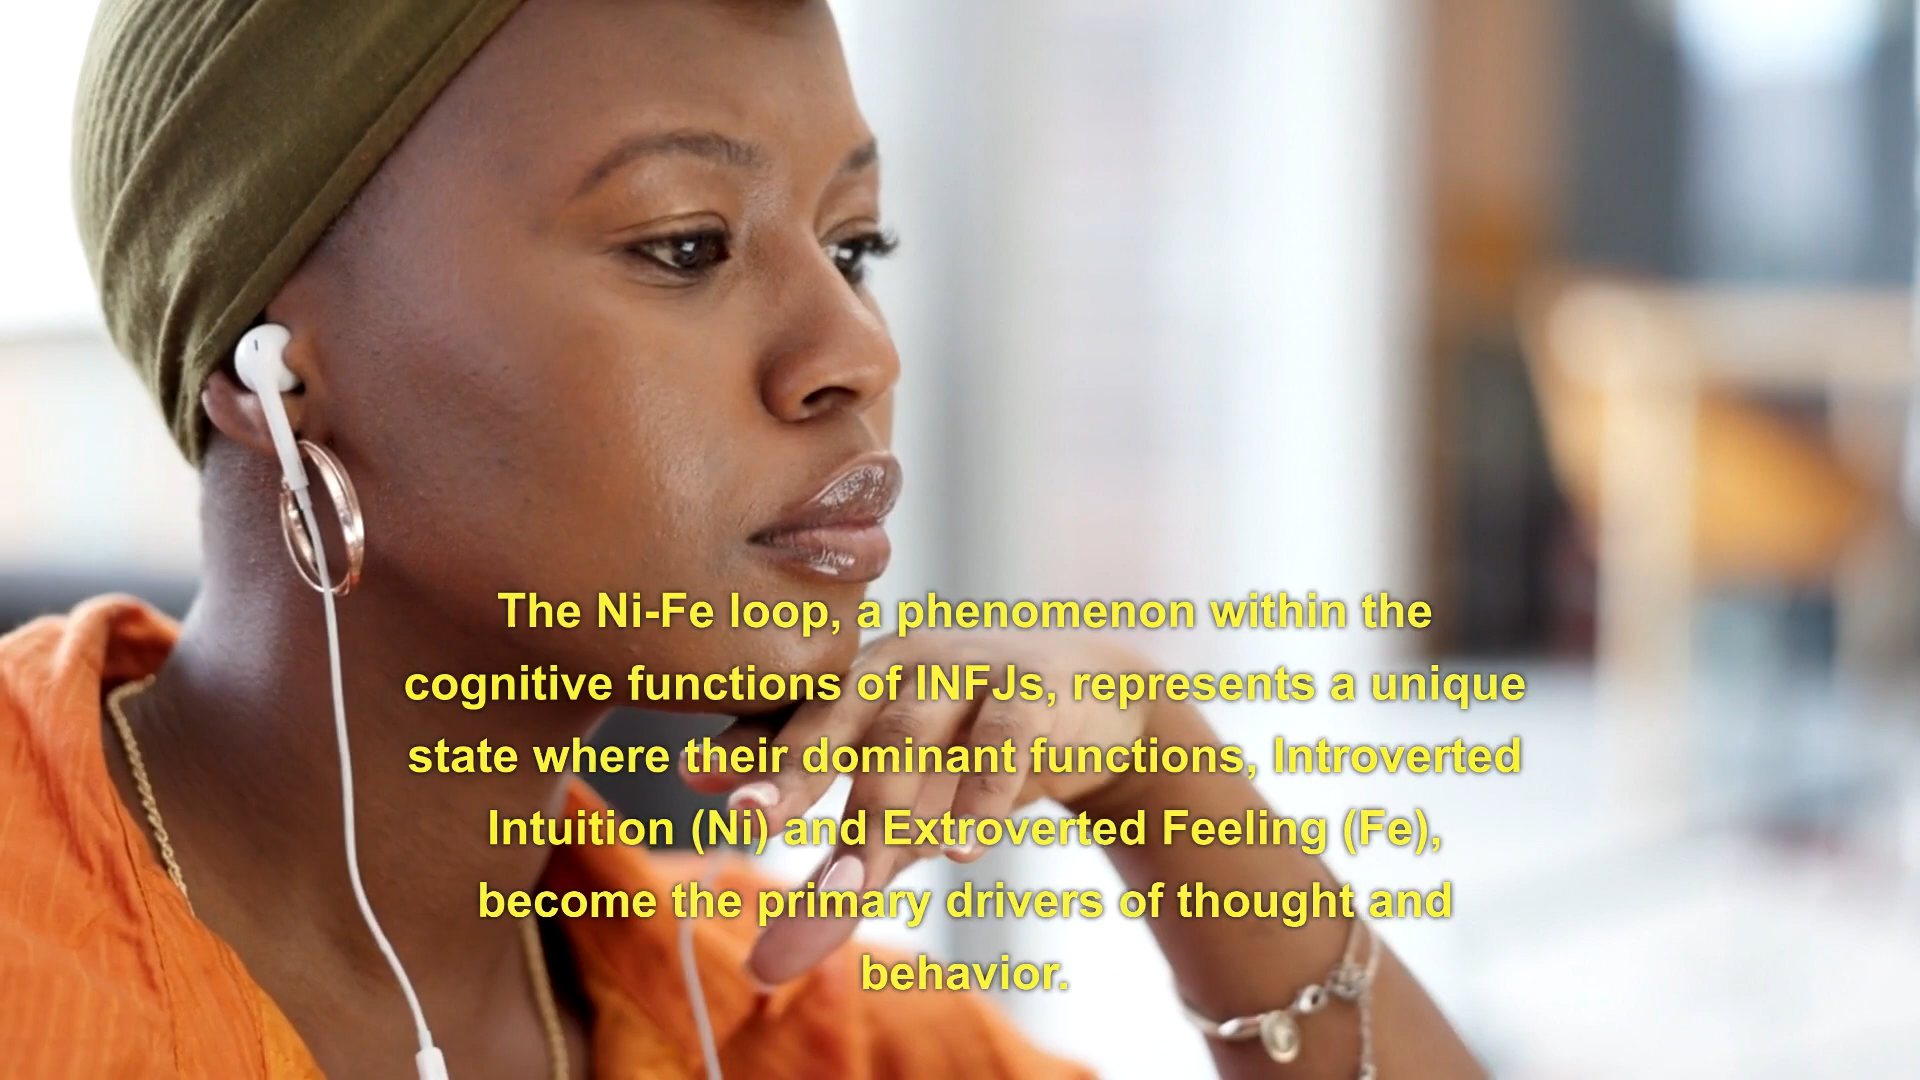 The Ni-Fe loop, a phenomenon within the
cognitive functions of INFJs, represents a unique
state where their dominant functions, Introverted
Intuition (Ni) and Extroverted Feeling (Fe),
become the primary drivers of thought and
behavior.